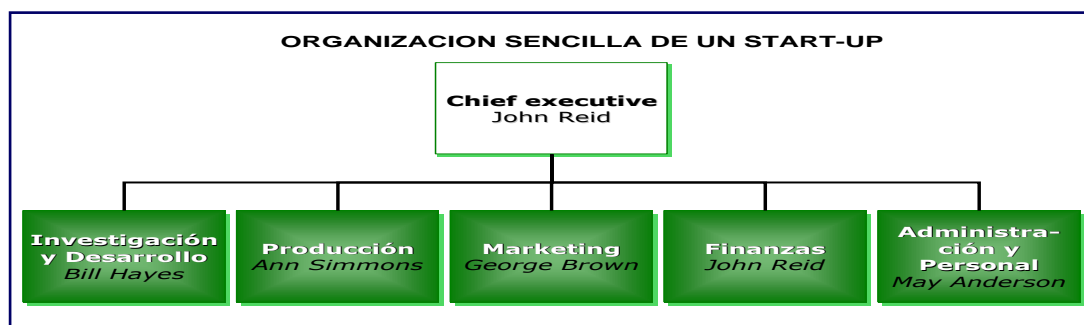 ORGANIZACION SENCILLA DE UN START-UP
Chief executive
John Reid
Investigación
y Desarrollo
Bill Hayes
Producción
Ann Simmons
Marketing
George Brown
Finanzas
John Reid
Administra-
ción y
Personal
May Anderson